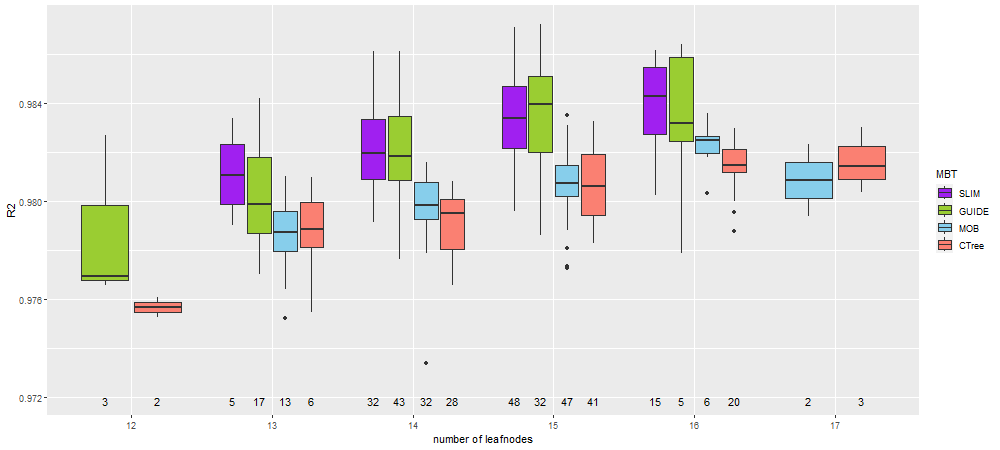 R2
0.984
0.980
0.976
0.972
3 2 5 17 13 6 32 43 32 28 48 32 47 41 15 5 6 20 2 3
12 13 14 15 16 17
number of leafnodes
MBT
SLIM
GUIDE
MOB
CTree